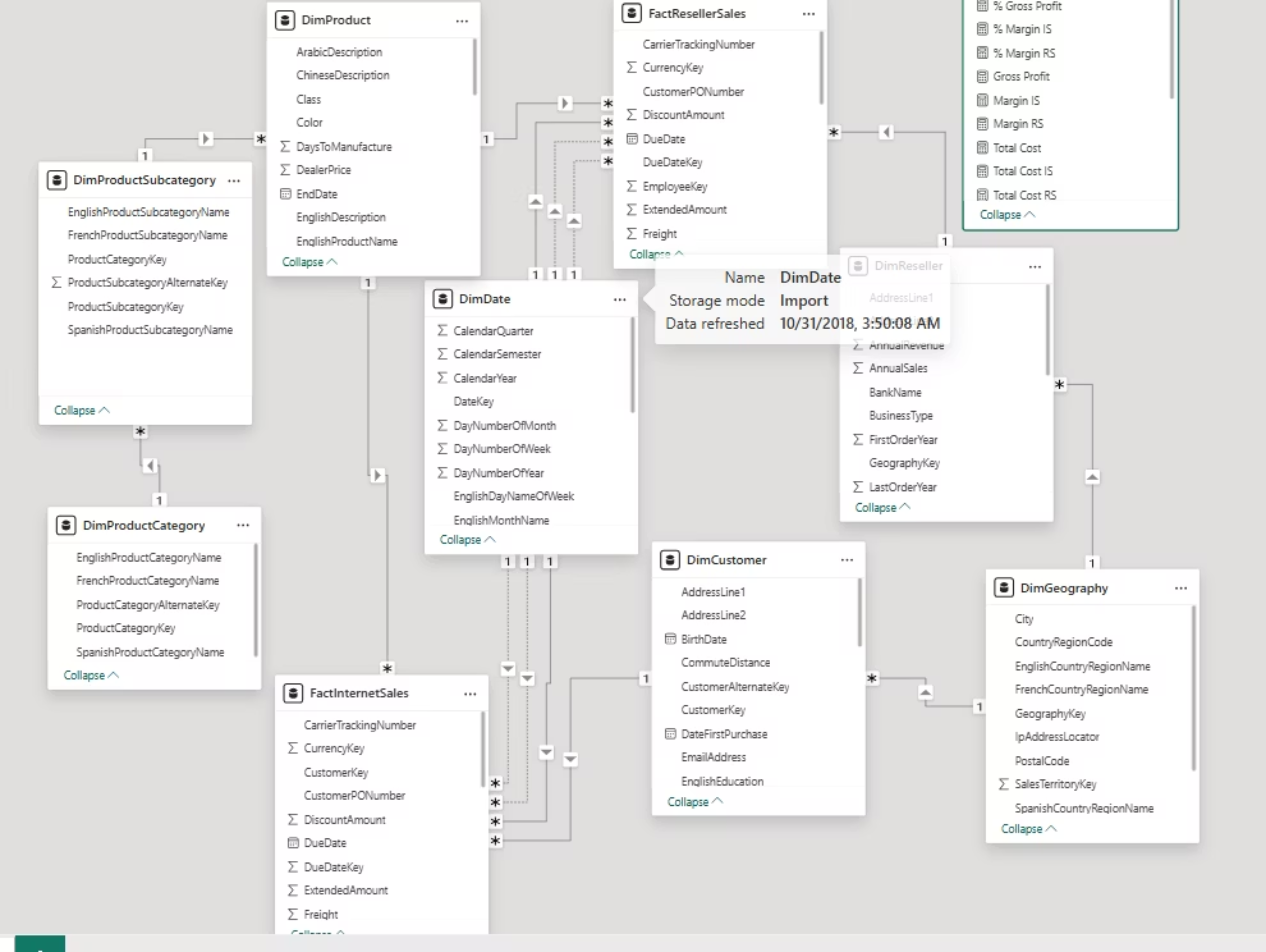 DimProduct
ArabicDescription
ChineseDescription
Class
Color
DaysToManufacture
DealerPrice
EndDate
EnglishDescription
EnglishProductName
Collapse
FactResellerSales
CarrierTrackingNumber
CurrencyKey
CustomerPONumber
DiscountAmount
DueDate
DueDateKey
EmployeeKey
ExtendedAmount
Freight
Collapse
% Gross Profit
% Margin IS
% Margin RS
Gross Profit
Margin IS
Margin RS
Total Cost
Total Cost IS
Total Cost RS
Collapse
DimProductSubcategory
EnglishProductSubcategoryName
FrenchProductSubcategoryName
ProductCategoryKey
ProductSubcategoryAlternateKey
ProductSubcategoryKey
SpanishProductSubcategoryName
Collapse
DimDate
CalendarQuarter
CalendarSemester
CalendarYear
DateKey
DayNumberOfMonth
DayNumberOfWeek
DayNumberOfYear
EnglishDayNameOfWeek
EnglishMonthName
Collapse
Name DimDate
Storage mode Import
Data refreshed 10/31/2018, 3:50:08 AM
DimReseller
AddressLine1
AnnualRevenue
AnnualSales
BankName
BusinessType
FirstOrderYear
GeographyKey
LastOrderYear
Collapse
DimProductCategory
EnglishProductCategoryName
FrenchProductCategoryName
ProductCategoryAlternateKey
ProductCategoryKey
SpanishProductCategoryName
Collapse
FactInternetSales
CarrierTrackingNumber
CurrencyKey
CustomerKey
CustomerPONumber
DiscountAmount
DueDate
DueDateKey
ExtendedAmount
Freight
Collapse
DimCustomer
AddressLine1
AddressLine2
BirthDate
CommuteDistance
CustomerAlternateKey
CustomerKey
DateFirstPurchase
EmailAddress
EnglishEducation
Collapse
DimGeography
City
CountryRegionCode
EnglishCountryRegionName
FrenchCountryRegionName
GeographyKey
IpAddressLocator
PostalCode
SalesTerritoryKey
SpanishCountryRegionName
Collapse